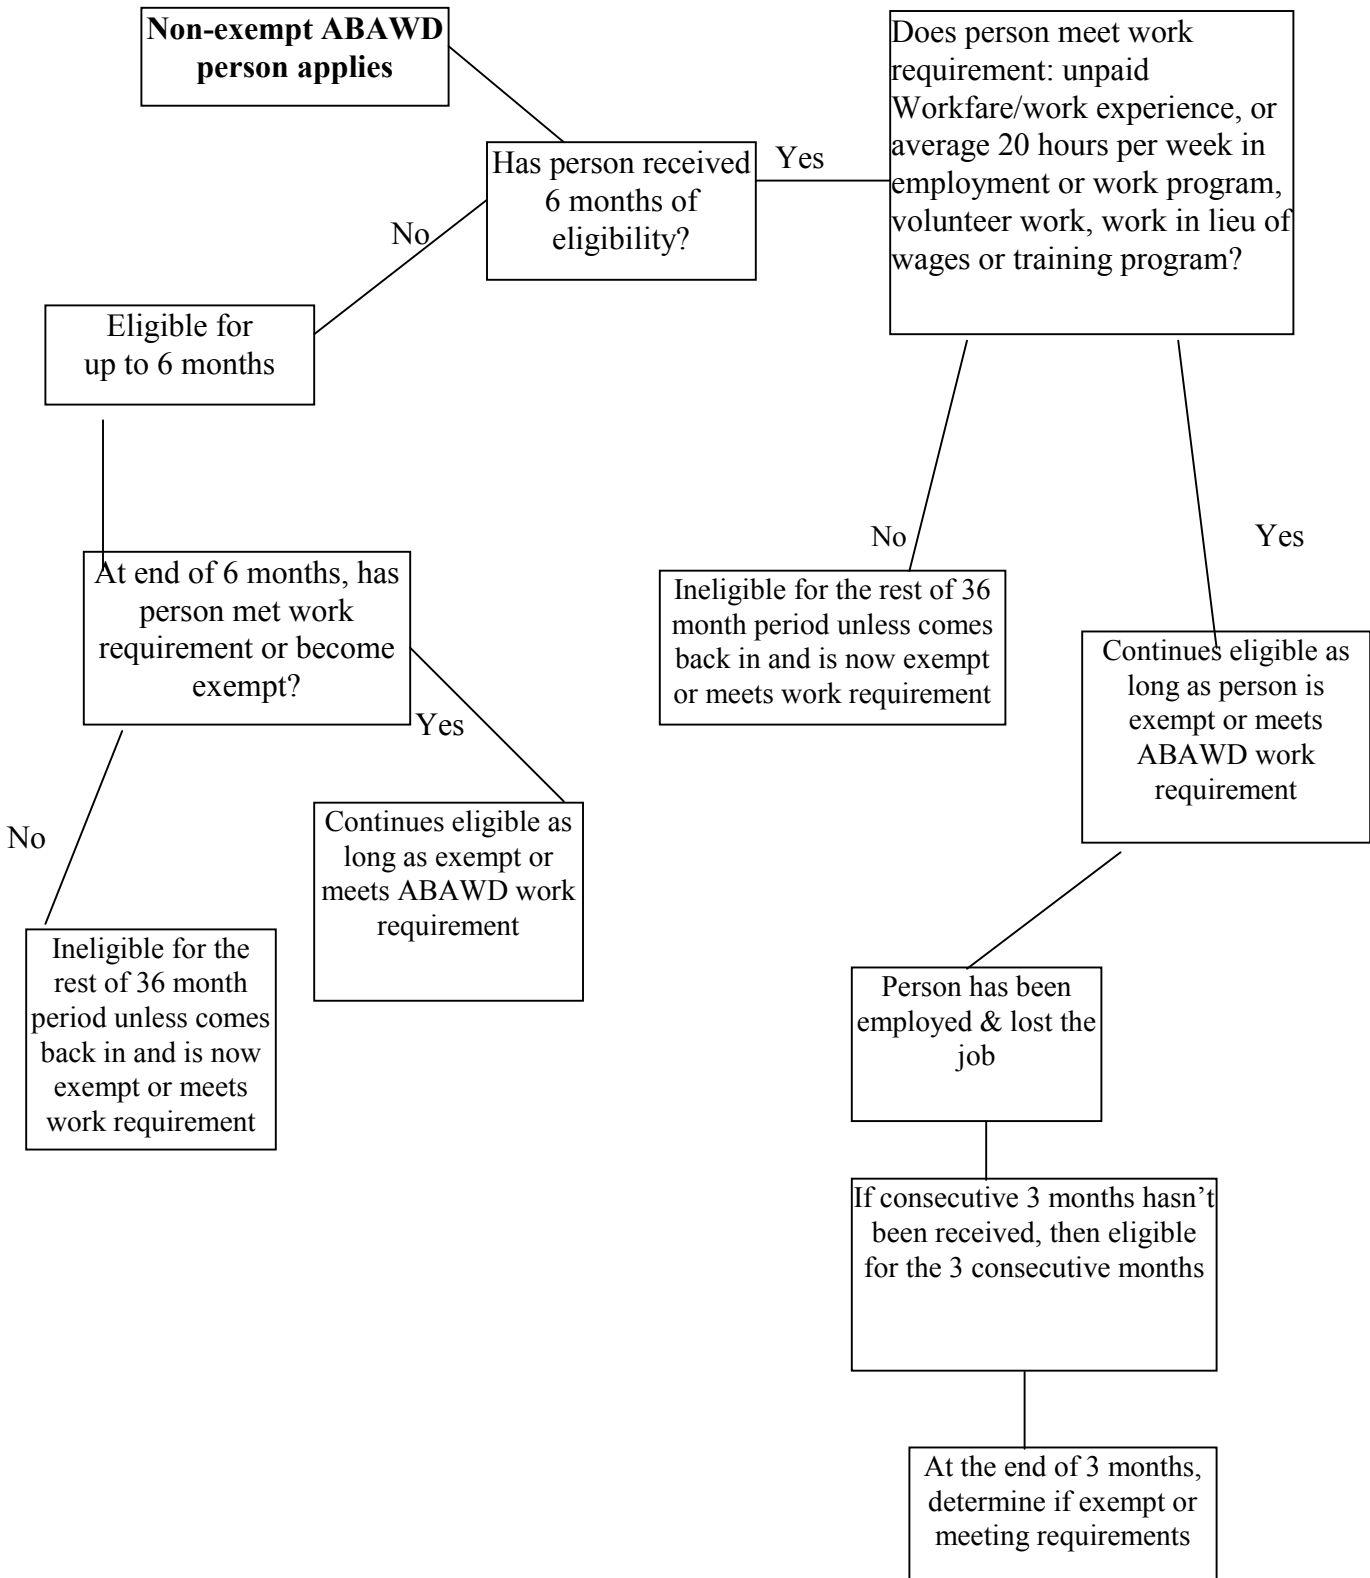 Non-exempt ABAWD
person applies
Has person received
6 months of
eligibility?
Yes
Does person meet work
requirement: unpaid
Workfare/work experience, or
average 20 hours per week in
employment or work program,
volunteer work, work in lieu of
wages or training program?
No
Eligible for
up to 6 months
At end of 6 months, has
person met work
requirement or become
exempt?
No
Ineligible for the
rest of 36 month
period unless comes
back in and is now
exempt or meets
work requirement
Yes
Continues eligible as
long as exempt or
meets ABAWD work
requirement
No
Ineligible for the rest of 36
month period unless comes
back in and is now exempt
or meets work requirement
Yes
Continues eligible as
long as person is
exempt or meets
ABAWD work
requirement
Person has been
employed & lost the
job
If consecutive 3 months hasn’t
been received, then eligible
for the 3 consecutive months
At the end of 3 months,
determine if exempt or
meeting requirements